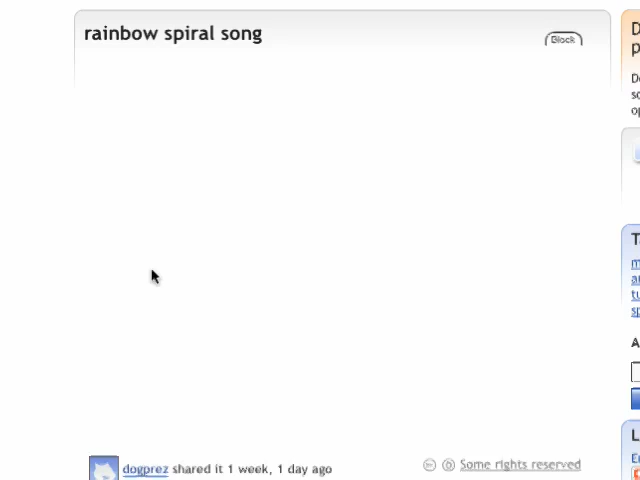 rainbow spiral song
Block
dogprez shared it 1 week, 1 day ago
Some rights reserved